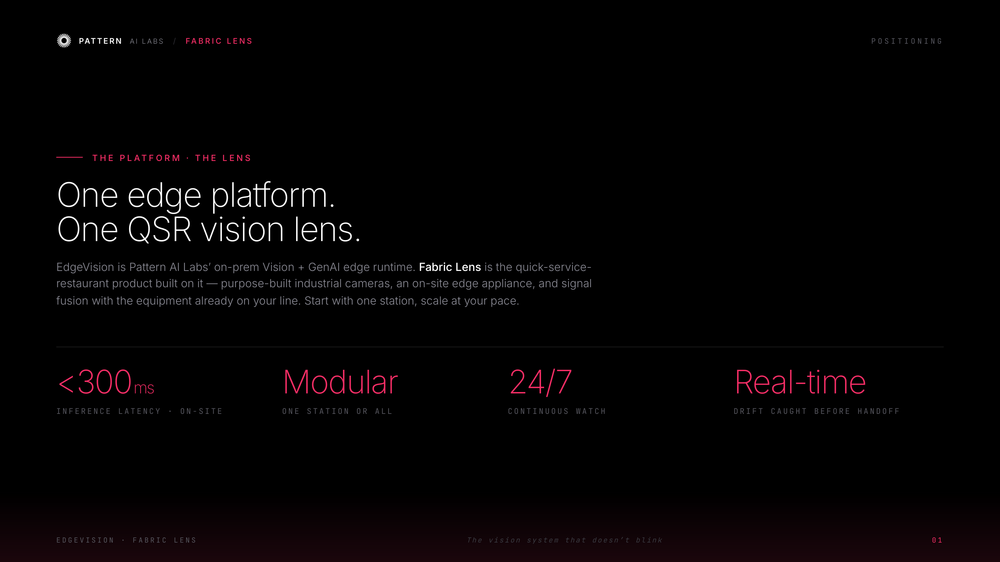 PATTERN AI LABS / FABRIC LENS
POSITIONING
THE PLATFORM · THE LENS
One edge platform.
One QSR vision lens.
EdgeVision is Pattern AI Labs’ on-prem Vision + GenAI edge runtime. Fabric Lens is the quick-service-
restaurant product built on it — purpose-built industrial cameras, an on-site edge appliance, and signal
fusion with the equipment already on your line. Start with one station, scale at your pace.
<300 ms
INFERENCE LATENCY · ON-SITE
Modular
ONE STATION OR ALL
24/7
CONTINUOUS WATCH
Real-time
DRIFT CAUGHT BEFORE HANDOFF
EDGEVISION · FABRIC LENS
The vision system that doesn’t blink
01